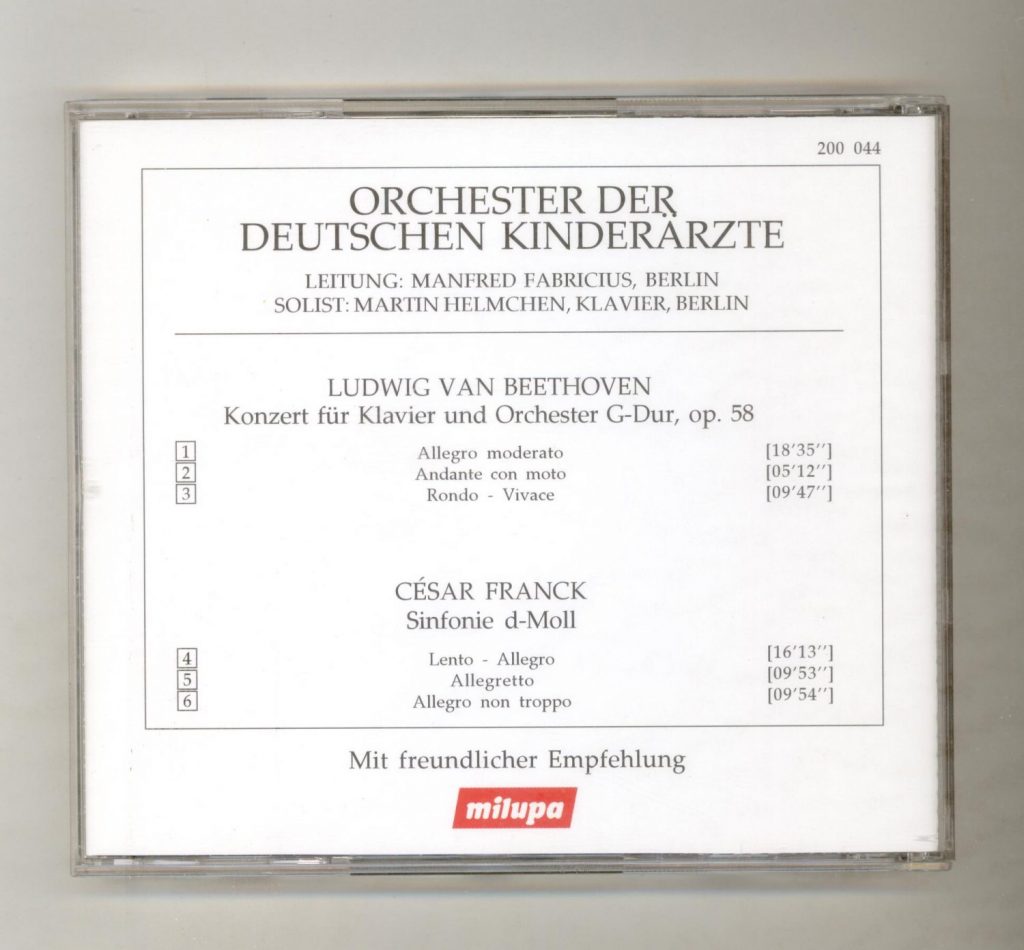 200 044
ORCHESTER DER
DEUTSCHEN KINDERÄRZTE
LEITUNG: MANFRED FABRICIUS, BERLIN
SOLIST: MARTIN HELMCHEN, KLAVIER, BERLIN
LUDWIG VAN BEETHOVEN
Konzert für Klavier und Orchester G-Dur, op. 58
1 Allegro moderato [18'35'']
2 Andante con moto [05'12'']
3 Rondo - Vivace [09'47'']
CÉSAR FRANCK
Sinfonie d-Moll
4 Lento - Allegro [16'13'']
5 Allegretto [09'53'']
6 Allegro non troppo [09'54'']
Mit freundlicher Empfehlung
milupa